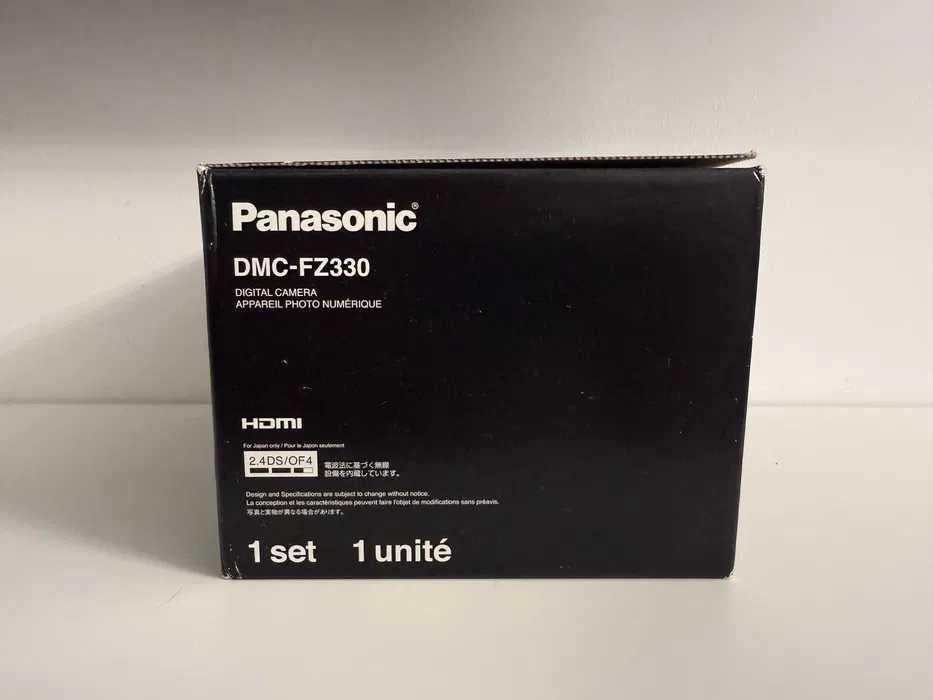 Panasonic®
DMC-FZ330
DIGITAL CAMERA
APPAREIL PHOTO NUMÉRIQUE
HDMI
For Japan only / Pour le Japon seulement
2.4DS/OF4
電波法に基づく無線
設備を内蔵しています。
Design and Specifications are subject to change without notice.
La conception et les caractéristiques peuvent faire l'objet de modifications sans préavis.
写真と実物が異なる場合があります。
1 set 1 unité